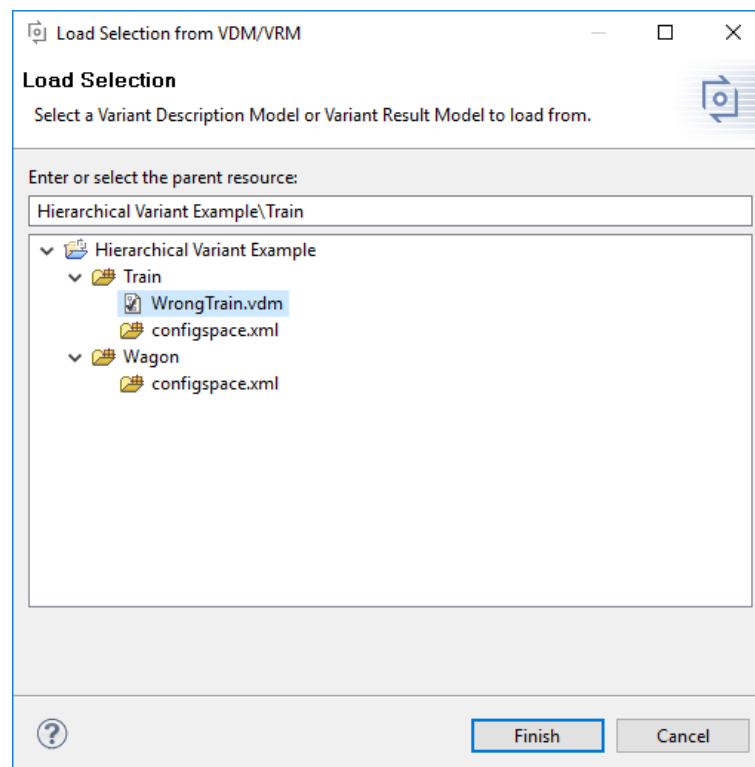 Load Selection from VDM/VRM
Load Selection
Select a Variant Description Model or Variant Result Model to load from.
Enter or select the parent resource:
Hierarchical Variant Example\Train
Hierarchical Variant Example
Train
WrongTrain.vdm
configspace.xml
Wagon
configspace.xml
?
Finish Cancel